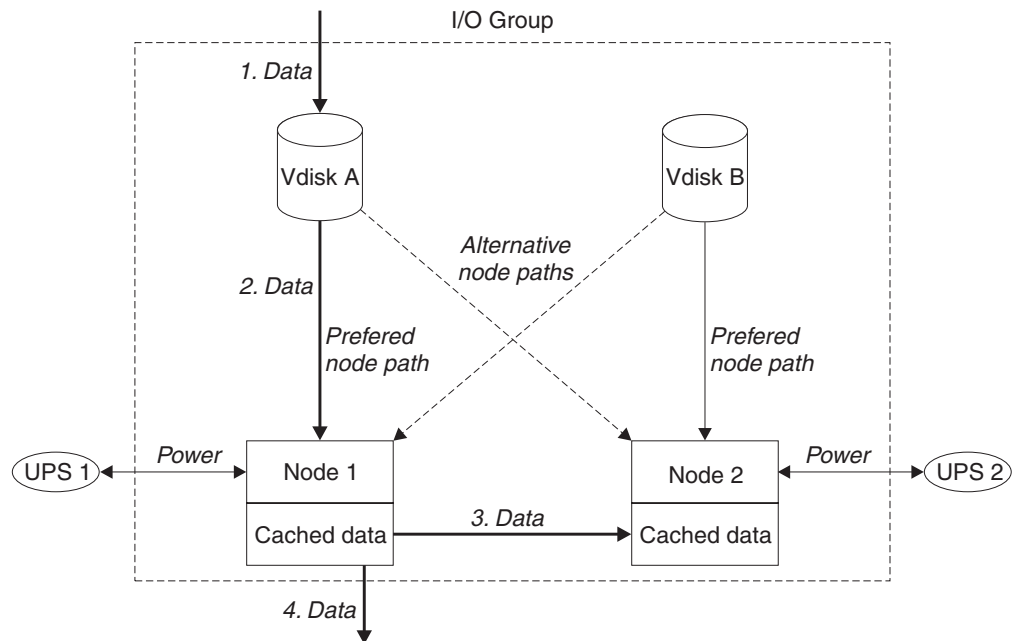 I/O Group
1. Data
Vdisk A
Vdisk B
Alternative
node paths
2. Data
Prefered
node path
Prefered
node path
UPS 1
Power
Node 1
Node 2
Power
UPS 2
Cached data
3. Data
Cached data
4. Data